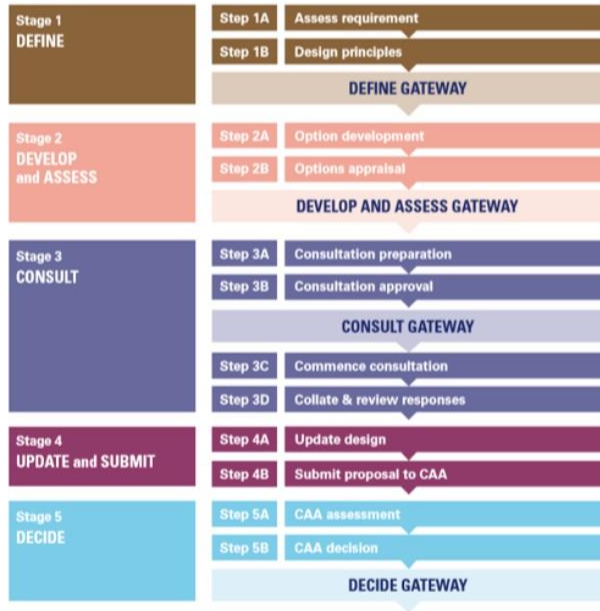 Stage 1
DEFINE
Step 1A
Assess requirement
Step 1B
Design principles
DEFINE GATEWAY
Stage 2
DEVELOP
and ASSESS
Step 2A
Option development
Step 2B
Options appraisal
DEVELOP AND ASSESS GATEWAY
Stage 3
CONSULT
Step 3A
Consultation preparation
Step 3B
Consultation approval
CONSULT GATEWAY
Step 3C
Commence consultation
Step 3D
Collate & review responses
Stage 4
UPDATE and SUBMIT
Step 4A
Update design
Step 4B
Submit proposal to CAA
Stage 5
DECIDE
Step 5A
CAA assessment
Step 5B
CAA decision
DECIDE GATEWAY